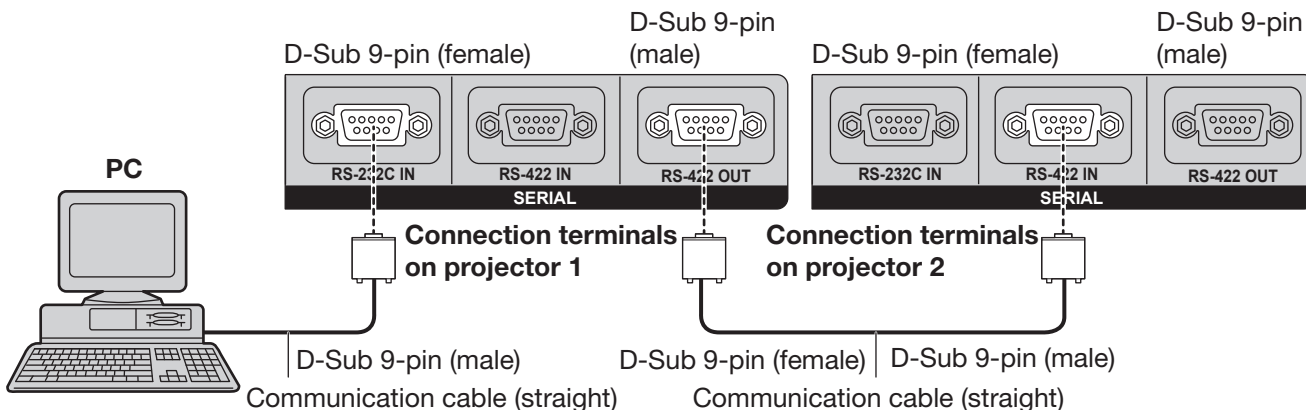 D-Sub 9-pin (female)
D-Sub 9-pin
(male)
D-Sub 9-pin (female)
D-Sub 9-pin
(male)
RS-232C IN
RS-422 IN
RS-422 OUT
SERIAL
RS-232C IN
RS-422 IN
RS-422 OUT
SERIAL
PC
Connection terminals
on projector 1
Connection terminals
on projector 2
D-Sub 9-pin (male)
Communication cable (straight)
D-Sub 9-pin (female)
D-Sub 9-pin (male)
Communication cable (straight)